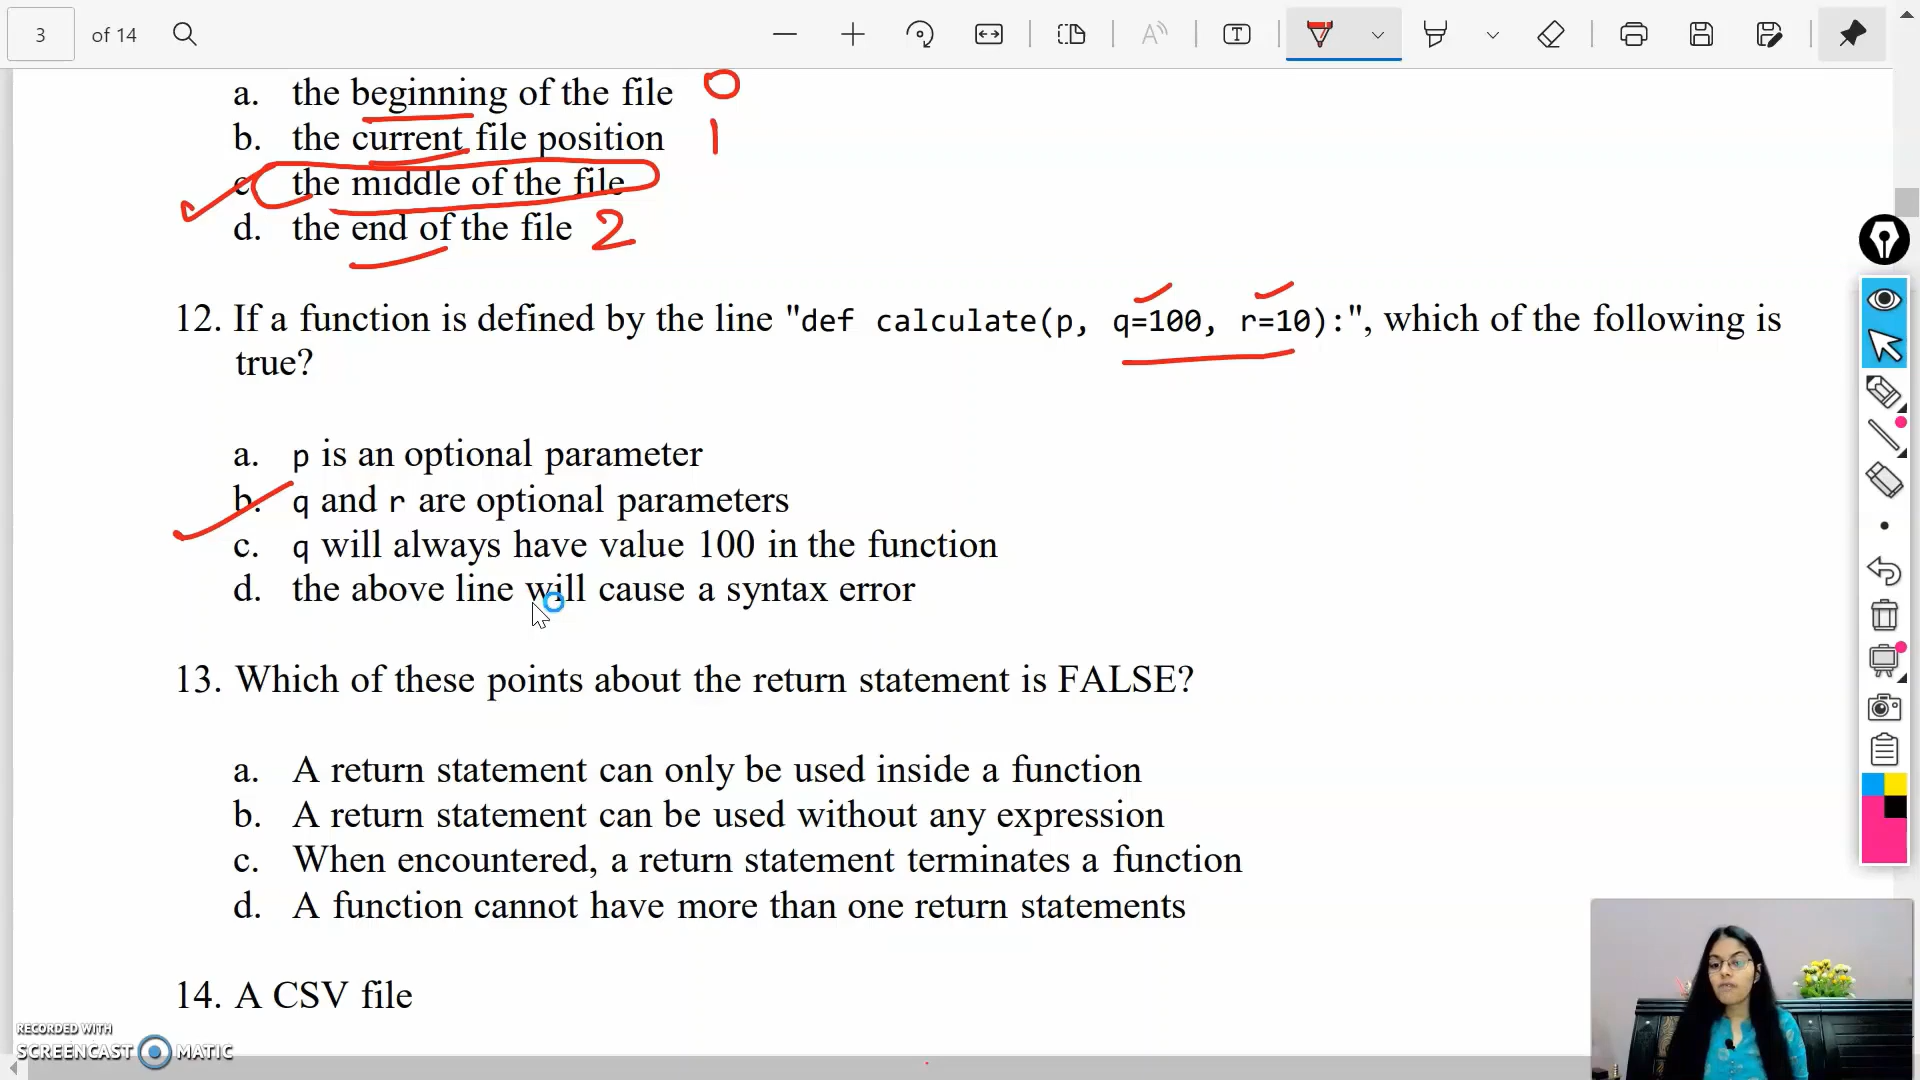 3 of 14
a. the beginning of the file 0
b. the current file position 1
c the middle of the file
d. the end of the file 2
12. If a function is defined by the line "def calculate(p, q=100, r=10):", which of the following is
true?
a. p is an optional parameter
b. q and r are optional parameters
c. q will always have value 100 in the function
d. the above line will cause a syntax error
13. Which of these points about the return statement is FALSE?
a. A return statement can only be used inside a function
b. A return statement can be used without any expression
c. When encountered, a return statement terminates a function
d. A function cannot have more than one return statements
14. A CSV file
RECORDED WITH
SCREENCAST MATIC